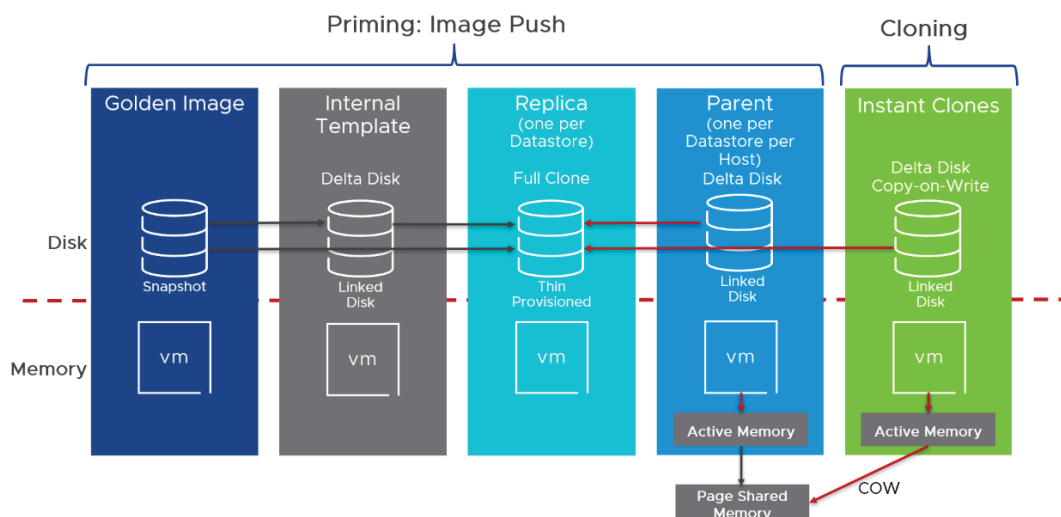 Priming: Image Push
Cloning
Golden Image
Internal
Template
Replica
(one per
Datastore)
Parent
(one per
Datastore per
Host)
Instant Clones
Delta Disk
Full Clone
Delta Disk
Delta Disk
Copy-on-Write
Disk
Snapshot
Linked
Disk
Thin
Provisioned
Linked
Disk
Linked
Disk
Memory
vm
vm
vm
vm
vm
Active Memory
Active Memory
COW
Page Shared
Memory